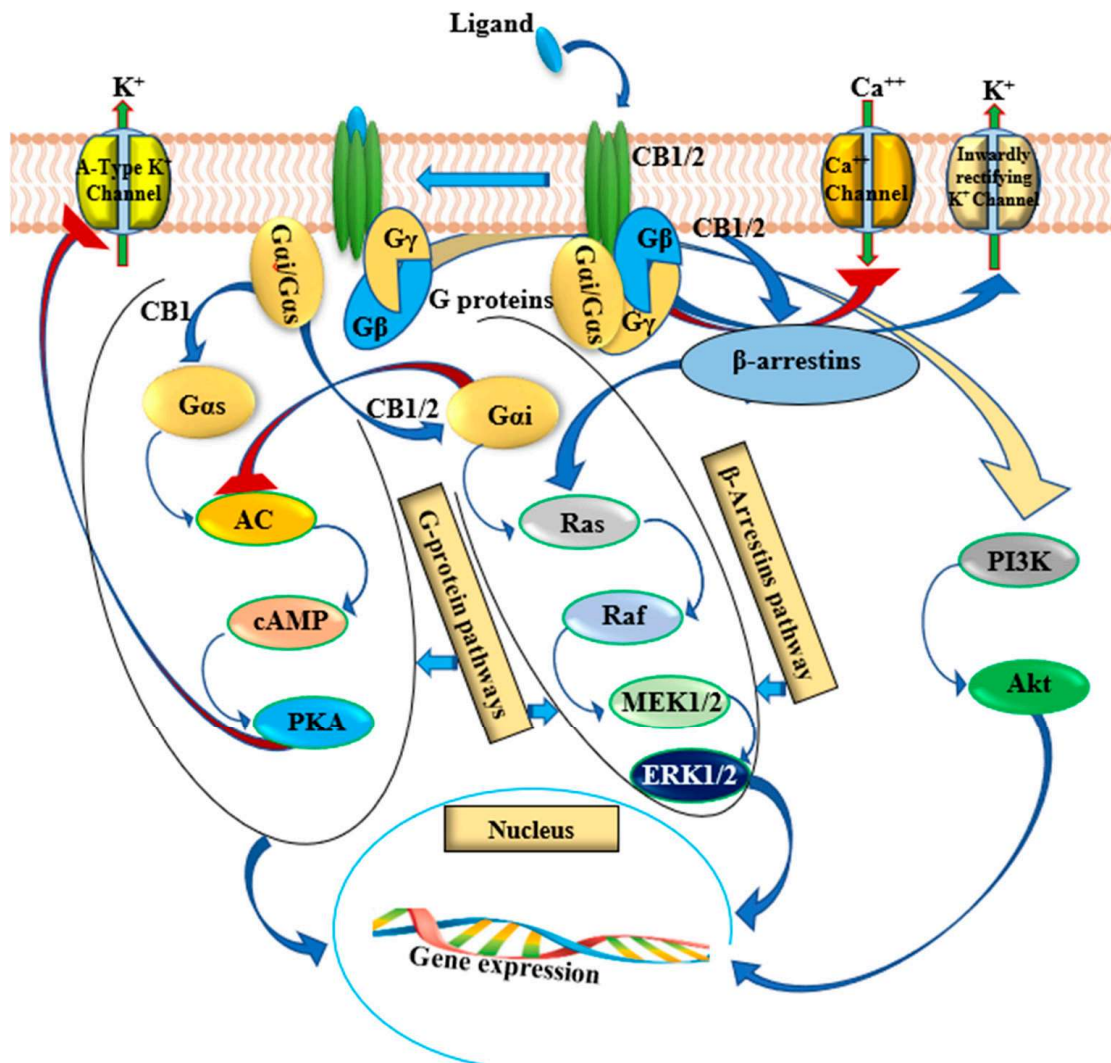 Ligand
K⁺
Ca⁺⁺
K⁺
A-Type K⁺
Channel
CB1/2
Ca⁺⁺
Channel
Inwardly
rectifying
K⁺ Channel
Gαi/Gαs
Gγ
Gβ
G proteins
Gαi/Gαs
Gβ
Gγ
CB1/2
CB1
β-arrestins
Gαs
CB1/2
Gαi
AC
Ras
G-protein pathways
β-Arrestins pathway
PI3K
cAMP
Raf
PKA
MEK1/2
Akt
ERK1/2
Nucleus
Gene expression